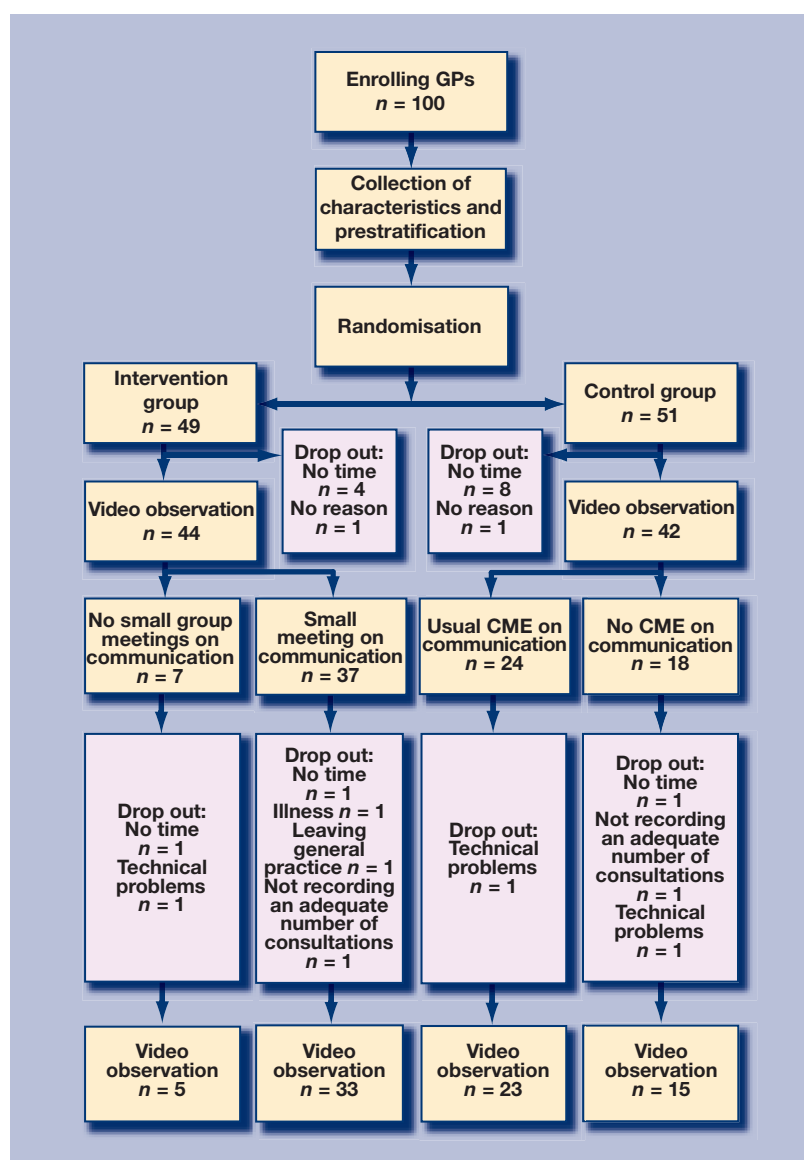 Enrolling GPs
n = 100
Collection of
characteristics and
prestratification
Randomisation
Intervention
group
n = 49
Control group
n = 51
Drop out:
No time
n = 4
No reason
n = 1
Drop out:
No time
n = 8
No reason
n = 1
Video observation
n = 44
Video observation
n = 42
No small group
meetings on
communication
n = 7
Small
meeting on
communication
n = 37
Usual CME on
communication
n = 24
No CME on
communication
n = 18
Drop out:
No time
n = 1
Technical
problems
n = 1
Drop out:
No time
n = 1
Illness n = 1
Leaving
general
practice n = 1
Not recording
an adequate
number of
consultations
n = 1
Drop out:
Technical
problems
n = 1
Drop out:
No time
n = 1
Not recording
an adequate
number of
consultations
n = 1
Technical
problems
n = 1
Video
observation
n = 5
Video
observation
n = 33
Video
observation
n = 23
Video
observation
n = 15